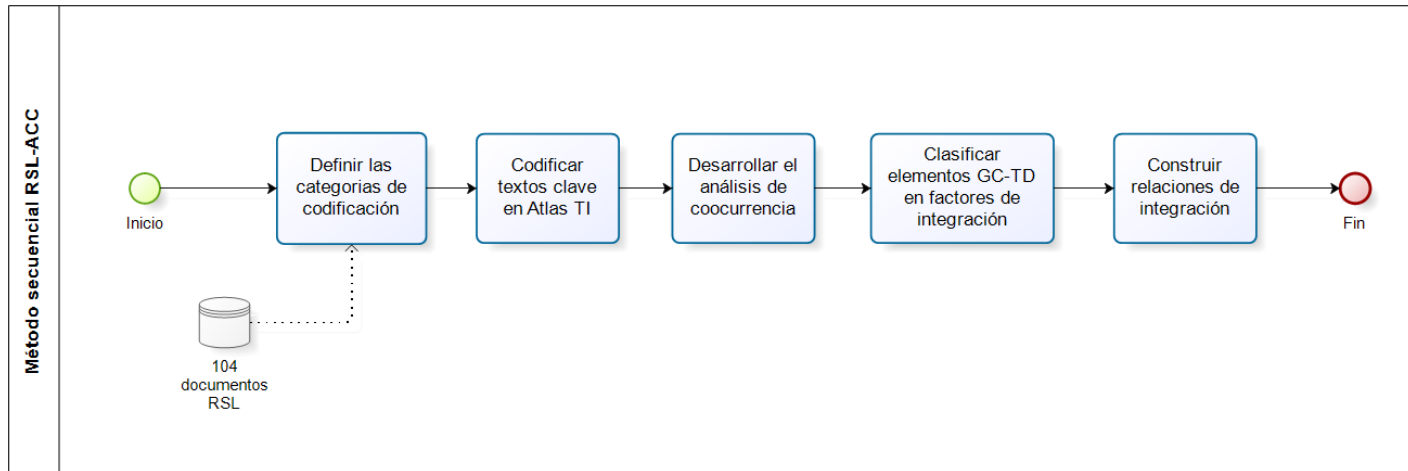 Método secuencial RSL-ACC
Inicio
Definir las
categorias de
codificación
Codificar
textos clave
en Atlas TI
Desarrollar el
análisis de
coocurrencia
Clasificar
elementos GC-TD
en factores de
integración
Construir
relaciones de
integración
Fin
104
documentos
RSL